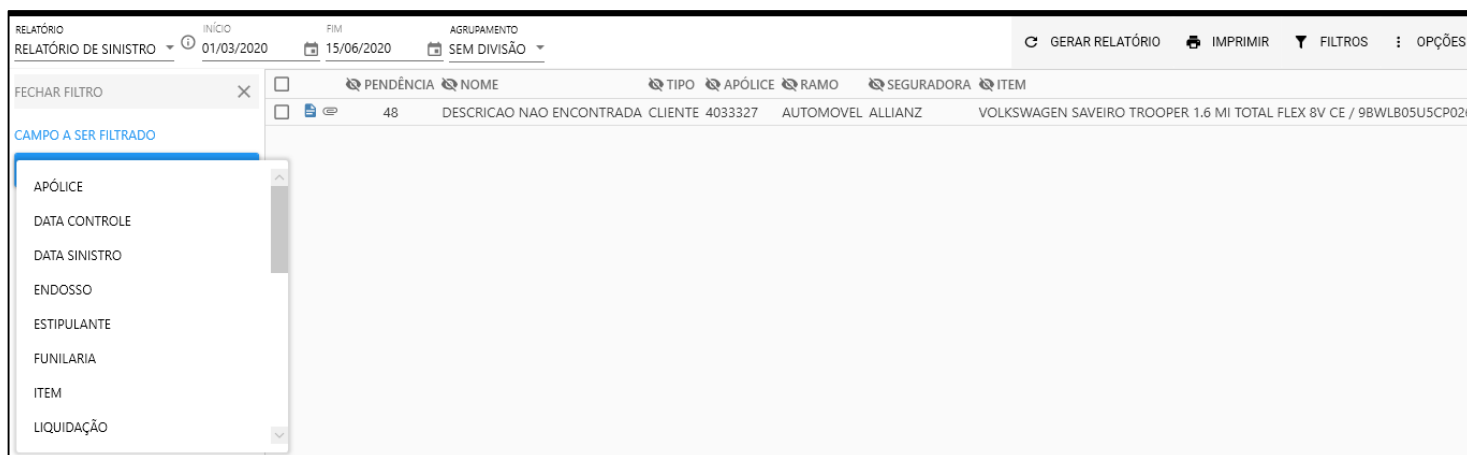 RELATÓRIO INÍCIO FIM AGRUPAMENTO
RELATÓRIO DE SINISTRO 01/03/2020 15/06/2020 SEM DIVISÃO GERAR RELATÓRIO IMPRIMIR FILTROS OPÇÕES
FECHAR FILTRO PENDÊNCIA NOME TIPO APÓLICE RAMO SEGURADORA ITEM
48 DESCRICAO NAO ENCONTRADA CLIENTE 4033327 AUTOMOVEL ALLIANZ VOLKSWAGEN SAVEIRO TROOPER 1.6 MI TOTAL FLEX 8V CE / 9BWLB05U5CP02
CAMPO A SER FILTRADO
APÓLICE
DATA CONTROLE
DATA SINISTRO
ENDOSSO
ESTIPULANTE
FUNILARIA
ITEM
LIQUIDAÇÃO